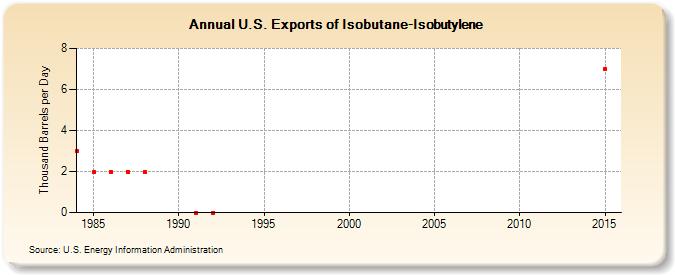 Annual U.S. Exports of Isobutane-Isobutylene
Thousand Barrels per Day
8
6
4
2
0
1985 1990 1995 2000 2005 2010 2015
Source: U.S. Energy Information Administration